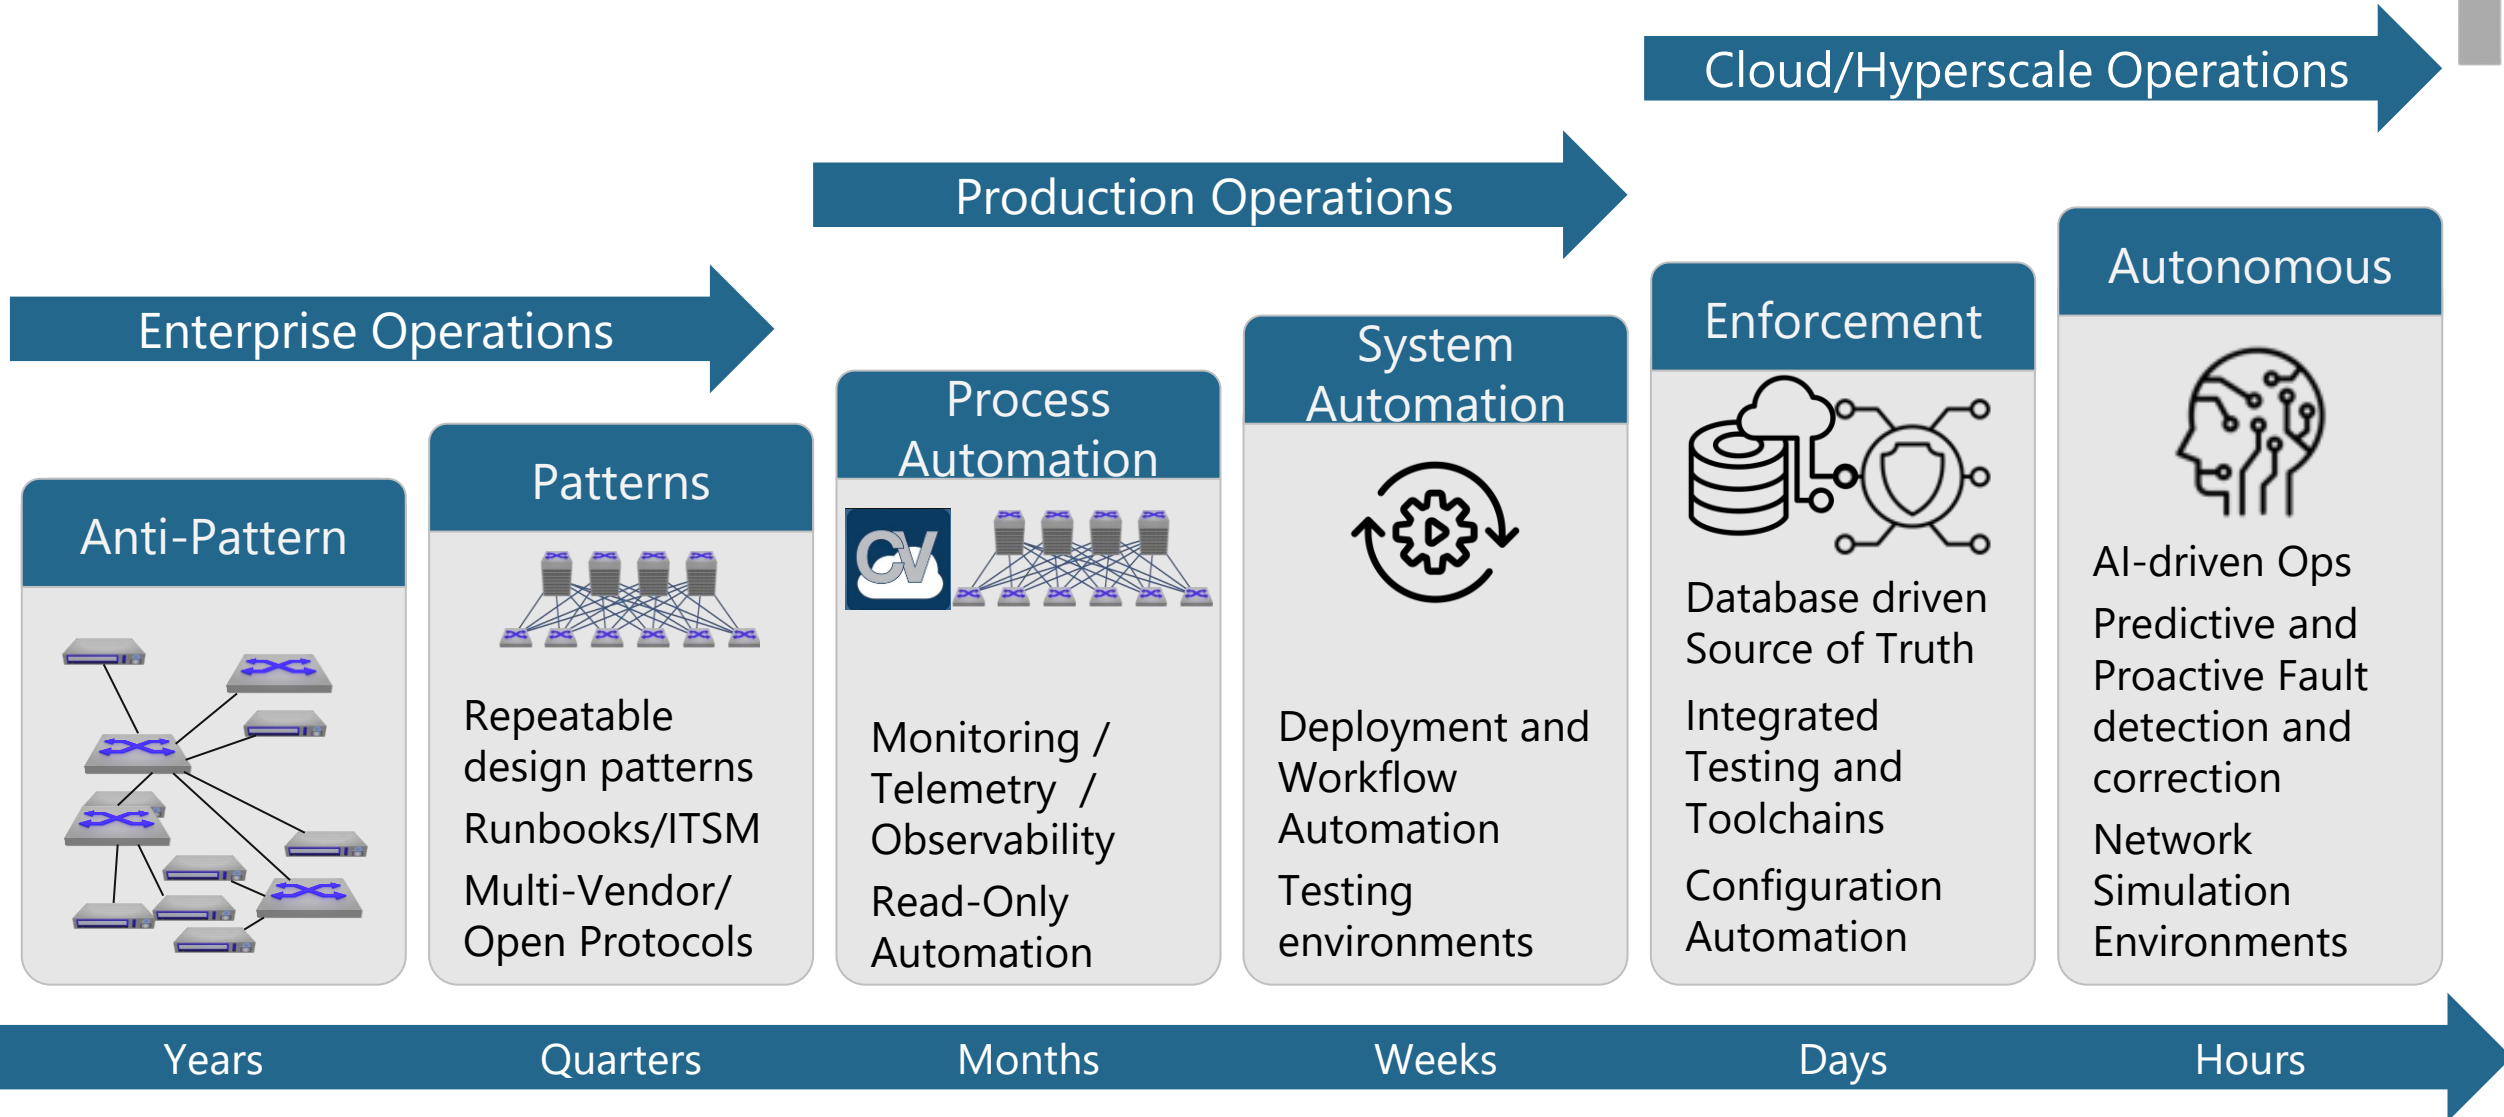 Cloud/Hyperscale Operations
Production Operations
Enterprise Operations
Anti-Pattern
Patterns
Repeatable
design patterns
Runbooks/ITSM
Multi-Vendor/
Open Protocols
Process
Automation
CV
Monitoring /
Telemetry /
Observability
Read-Only
Automation
System
Automation
Deployment and
Workflow
Automation
Testing
environments
Enforcement
Database driven
Source of Truth
Integrated
Testing and
Toolchains
Configuration
Automation
Autonomous
AI-driven Ops
Predictive and
Proactive Fault
detection and
correction
Network
Simulation
Environments
Years
Quarters
Months
Weeks
Days
Hours